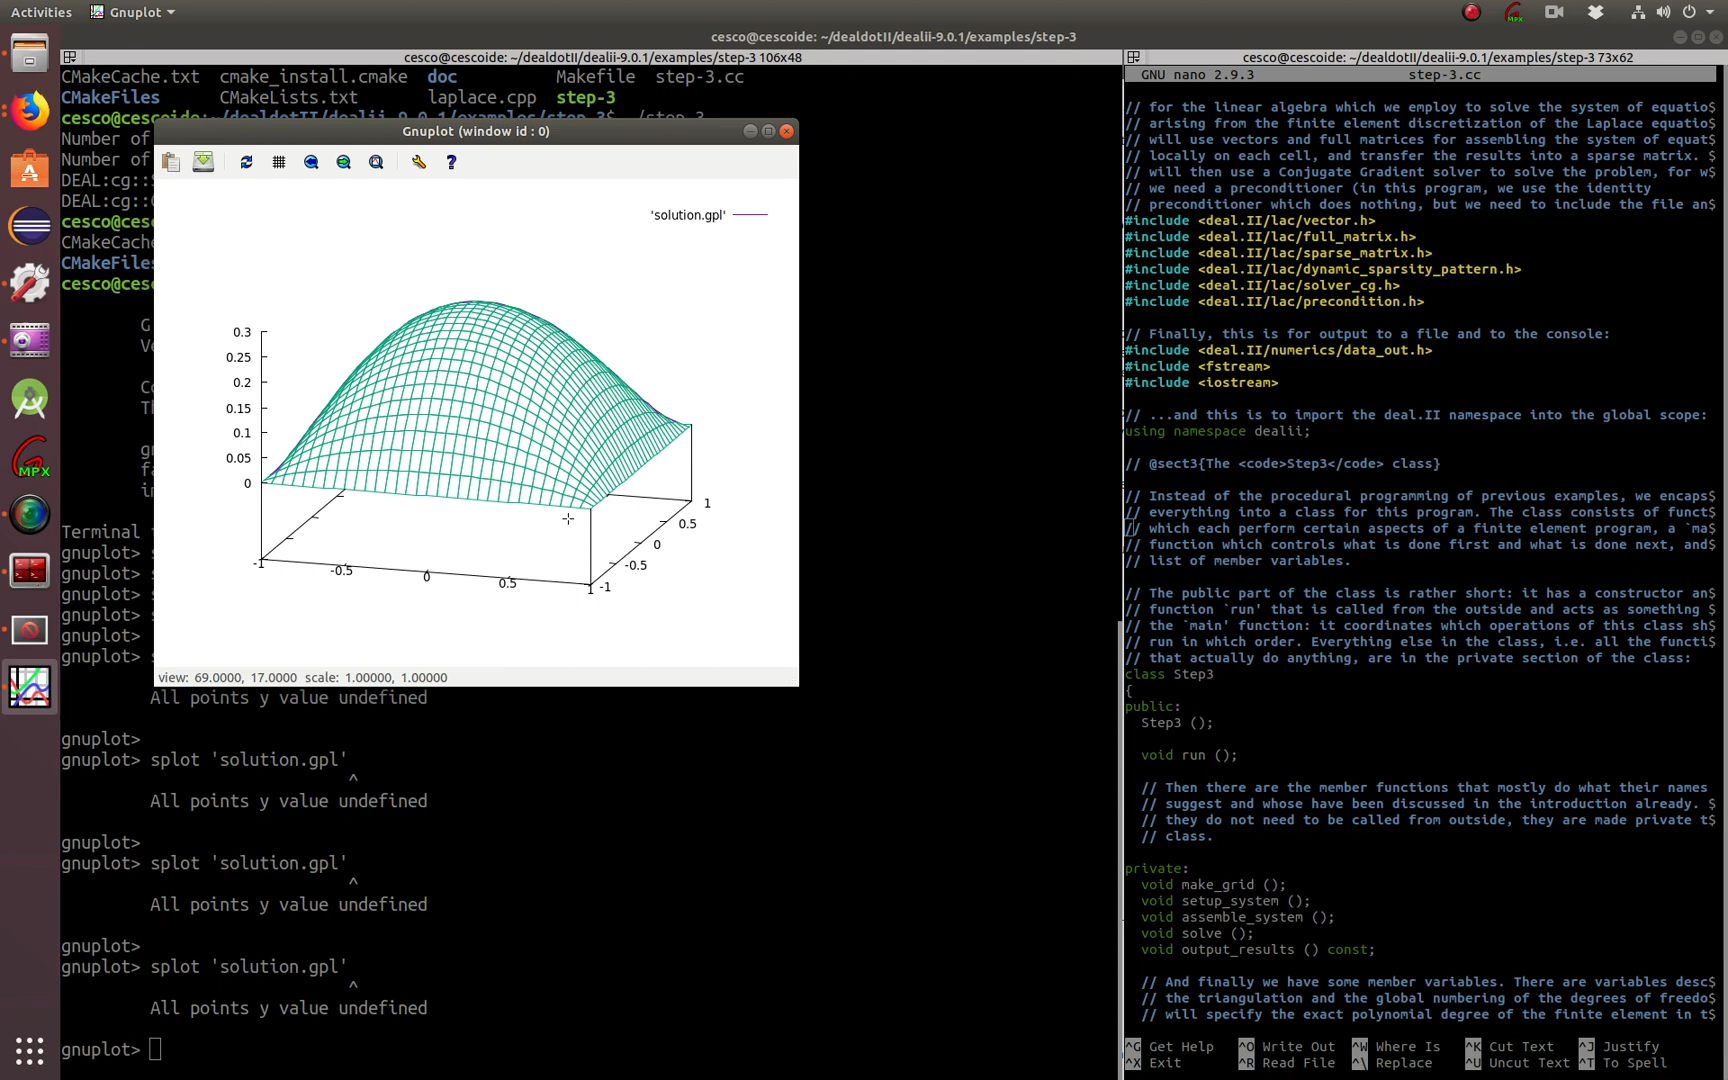 Activities Gnuplot
cesco@cescoide: ~/dealdotII/dealii-9.0.1/examples/step-3
cesco@cescoide: ~/dealdotII/dealii-9.0.1/examples/step-3 106x48
CMakeCache.txt cmake_install.cmake doc Makefile step-3.cc
CMakeFiles CMakeLists.txt laplace.cpp step-3
cesco@cescoide:~/dealdotII/dealii-9.0.1/examples/step-3$ ./step-3
Number of
Number of
DEAL:cg::
DEAL:cg::
cesco@ces
CMakeCache
CMakeFiles
cesco@cesc
G
Ve
Co
Th
gn
fa
im
Terminal
gnuplot>
gnuplot>
gnuplot>
gnuplot>
gnuplot>
gnuplot>
Gnuplot (window id : 0)
'solution.gpl'
0.3
0.25
0.2
0.15
0.1
0.05
0
-1
-0.5
0
0.5
1
-1
-0.5
0
0.5
1
view: 69.0000, 17.0000 scale: 1.00000, 1.00000
All points y value undefined
gnuplot>
gnuplot> splot 'solution.gpl'
^
All points y value undefined
gnuplot>
gnuplot> splot 'solution.gpl'
^
All points y value undefined
gnuplot>
gnuplot> splot 'solution.gpl'
^
All points y value undefined
gnuplot>
MPX
cesco@cescoide: ~/dealdotII/dealii-9.0.1/examples/step-3 73x62
GNU nano 2.9.3 step-3.cc
// for the linear algebra which we employ to solve the system of equatio$
// arising from the finite element discretization of the Laplace equatio$
// will use vectors and full matrices for assembling the system of equat$
// locally on each cell, and transfer the results into a sparse matrix. $
// will then use a Conjugate Gradient solver to solve the problem, for w$
// we need a preconditioner (in this program, we use the identity
// preconditioner which does nothing, but we need to include the file an$
#include <deal.II/lac/vector.h>
#include <deal.II/lac/full_matrix.h>
#include <deal.II/lac/sparse_matrix.h>
#include <deal.II/lac/dynamic_sparsity_pattern.h>
#include <deal.II/lac/solver_cg.h>
#include <deal.II/lac/precondition.h>
// Finally, this is for output to a file and to the console:
#include <deal.II/numerics/data_out.h>
#include <fstream>
#include <iostream>
// ...and this is to import the deal.II namespace into the global scope:
using namespace dealii;
// @sect3{The <code>Step3</code> class}
// Instead of the procedural programming of previous examples, we encaps$
// everything into a class for this program. The class consists of funct$
// which each perform certain aspects of a finite element program, a `ma$
// function which controls what is done first and what is done next, and$
// list of member variables.
// The public part of the class is rather short: it has a constructor an$
// function `run' that is called from the outside and acts as something $
// the `main' function: it coordinates which operations of this class sh$
// run in which order. Everything else in the class, i.e. all the functi$
// that actually do anything, are in the private section of the class:
class Step3
{
public:
Step3 ();
void run ();
// Then there are the member functions that mostly do what their names
// suggest and whose have been discussed in the introduction already. $
// they do not need to be called from outside, they are made private t$
// class.
private:
void make_grid ();
void setup_system ();
void assemble_system ();
void solve ();
void output_results () const;
// And finally we have some member variables. There are variables desc$
// the triangulation and the global numbering of the degrees of freedo$
// will specify the exact polynomial degree of the finite element in t$
^G Get Help ^O Write Out ^W Where Is ^K Cut Text ^J Justify
^X Exit ^R Read File ^\ Replace ^U Uncut Text ^T To Spell